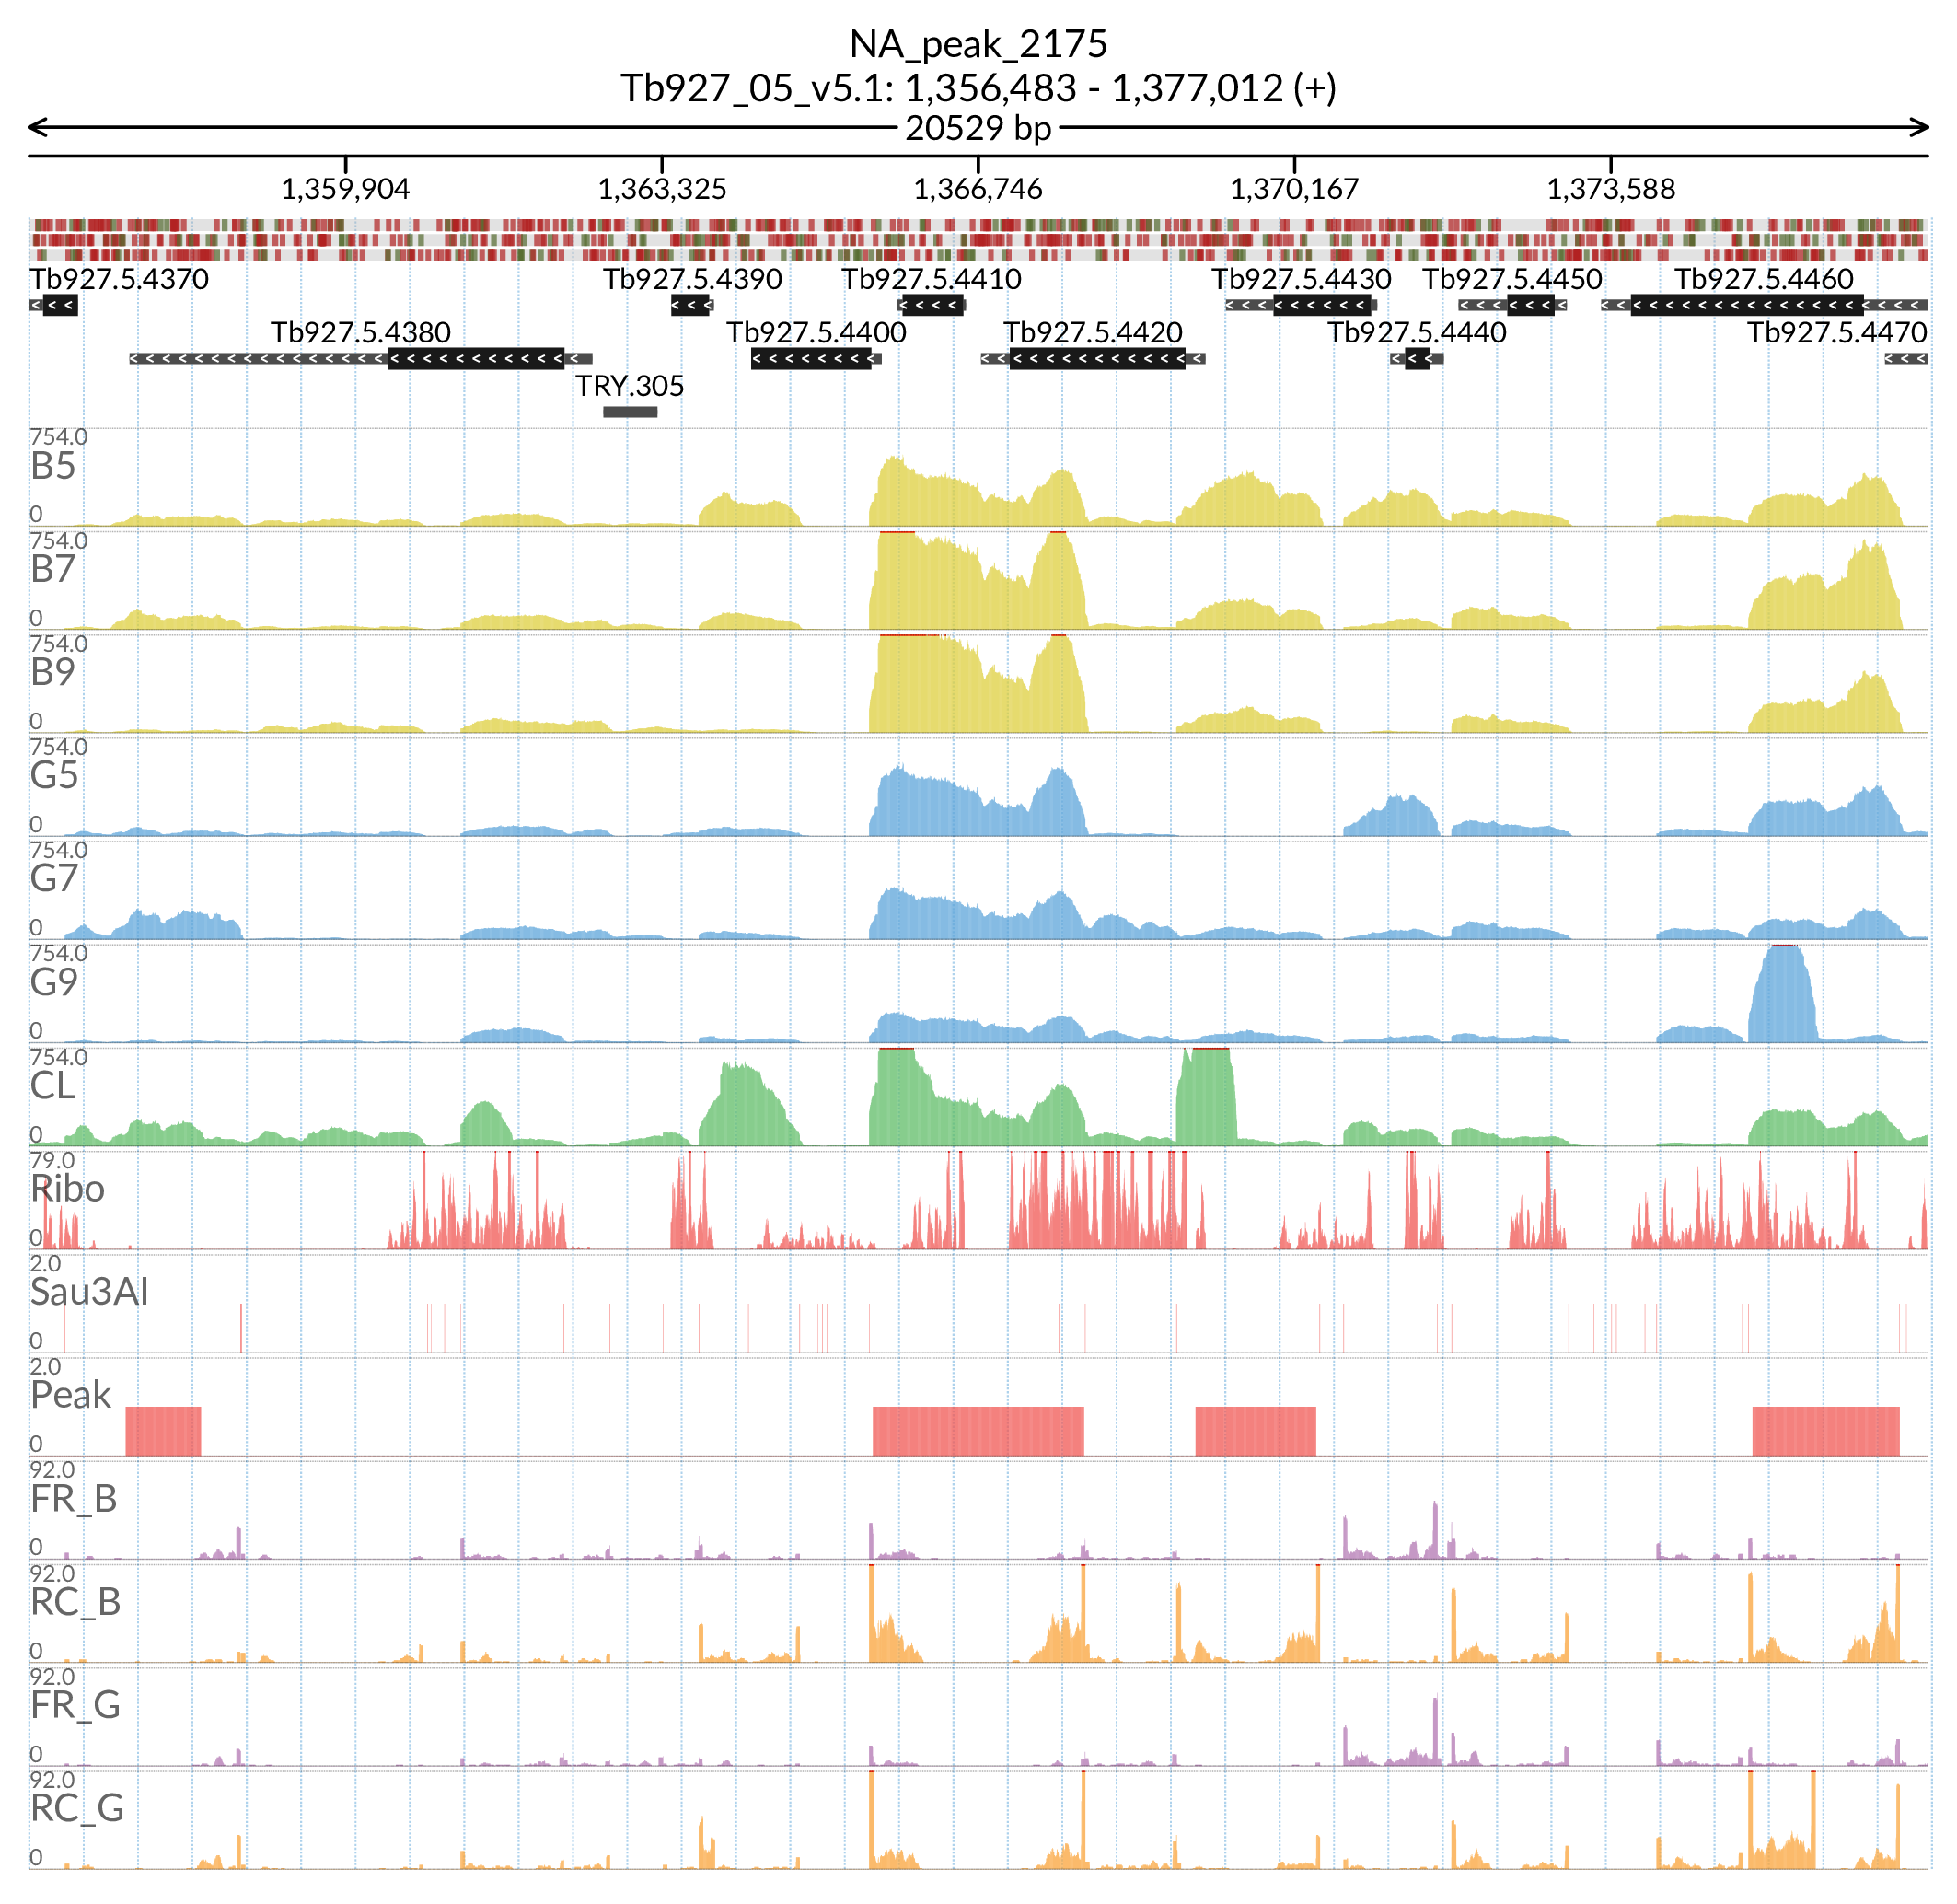 NA_peak_2175
Tb927_05_v5.1: 1,356,483 - 1,377,012 (+)
20529 bp
1,359,904 1,363,325 1,366,746 1,370,167 1,373,588
Tb927.5.4370 Tb927.5.4390 Tb927.5.4410 Tb927.5.4430 Tb927.5.4450 Tb927.5.4460
Tb927.5.4380 Tb927.5.4400 Tb927.5.4420 Tb927.5.4440 Tb927.5.4470
TRY.305
754.0
B5
0
754.0
B7
0
754.0
B9
0
754.0
G5
0
754.0
G7
0
754.0
G9
0
754.0
CL
0
79.0
Ribo
0
2.0
Sau3AI
0
2.0
Peak
0
92.0
FR_B
0
92.0
RC_B
0
92.0
FR_G
0
92.0
RC_G
0